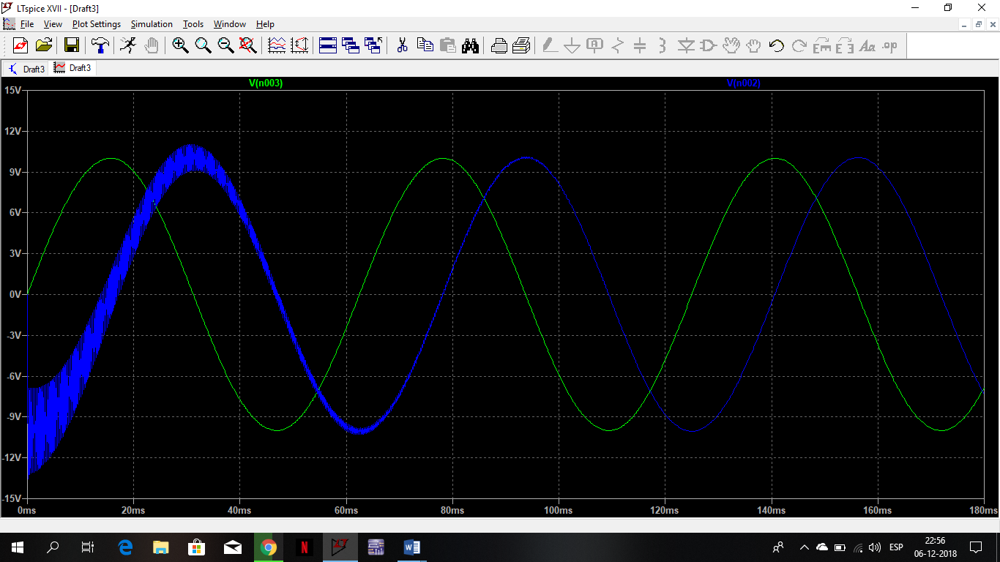 LTspice XVII - [Draft3]
File View Plot Settings Simulation Tools Window Help
Draft3 Draft3
V(n003) V(n002)
15V
12V
9V
6V
3V
0V
-3V
-6V
-9V
-12V
-15V
0ms 20ms 40ms 60ms 80ms 100ms 120ms 140ms 160ms 180ms
ESP
22:56
06-12-2018